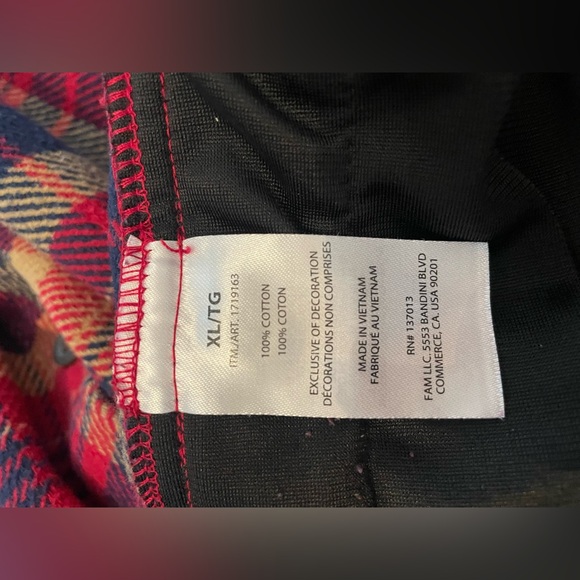 XL/TG
ITM./ART. 1719163
100% COTTON
100% COTON
EXCLUSIVE OF DECORATION
DÉCORATIONS NON COMPRISES
MADE IN VIETNAM
FABRIQUÉ AU VIETNAM
RN# 137013
FAM LLC. 5553 BANDINI BLVD
COMMERCE, CA. USA 90201